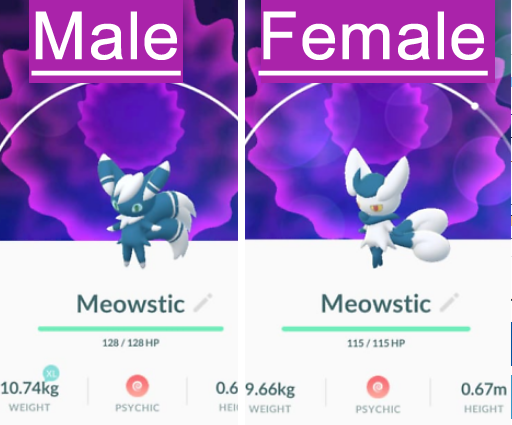 Male
Female
Meowstic
Meowstic
128 / 128 HP
115 / 115 HP
XL
10.74kg
0.6
9.66kg
0.67m
WEIGHT
PSYCHIC
WEIGHT
PSYCHIC
HEIGHT